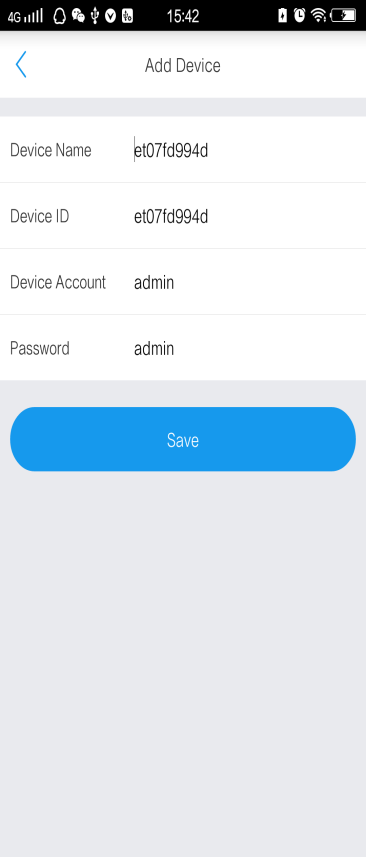 4G 15:42
Add Device
Device Name et07fd994d
Device ID et07fd994d
Device Account admin
Password admin
Save